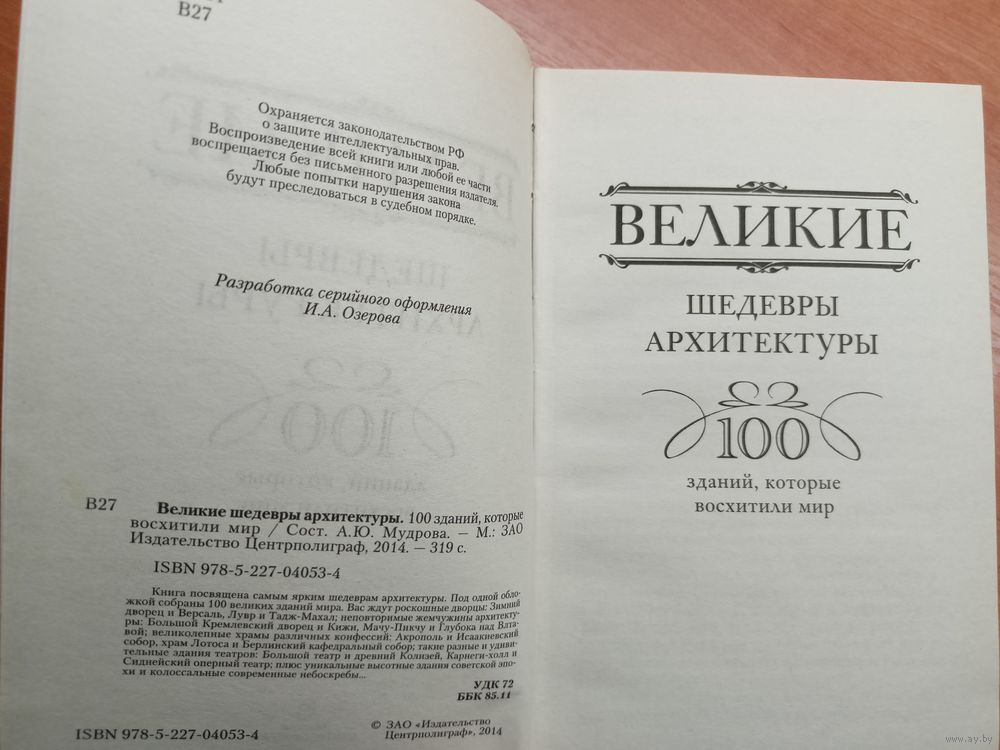 В27
Охраняется законодательством РФ
о защите интеллектуальных прав.
Воспроизведение всей книги или любой ее части
воспрещается без письменного разрешения издателя.
Любые попытки нарушения закона
будут преследоваться в судебном порядке.
Разработка серийного оформления
И.А. Озерова
В27
Великие шедевры архитектуры. 100 зданий, которые
восхитили мир / Сост. А.Ю. Мудрова. — М.: ЗАО
Издательство Центрполиграф, 2014. — 319 с.
ISBN 978-5-227-04053-4
Книга посвящена самым ярким шедеврам архитектуры. Под одной обло-
жкой собраны 100 великих зданий мира. Вас ждут роскошные дворцы: Зимний
дворец и Версаль, Лувр и Тадж-Махал; неповторимые жемчужины архитекту-
ры: Большой Кремлевский дворец и Кижи, Мачу-Пикчу и Глубока над Влта-
вой; великолепные храмы различных конфессий: Акрополь и Исаакиевский
собор, храм Лотоса и Берлинский кафедральный собор; такие разные и удиви-
тельные здания театров: Большой театр и древний Колизей, Карнеги-холл и
Сиднейский оперный театр; плюс уникальные высотные здания советской эпо-
хи и колоссальные современные небоскребы...
УДК 72
ББК 85.11
© ЗАО «Издательство
Центрполиграф», 2014
ISBN 978-5-227-04053-4
ВЕЛИКИЕ
ШЕДЕВРЫ
АРХИТЕКТУРЫ
100
зданий, которые
восхитили мир
www.ay.by